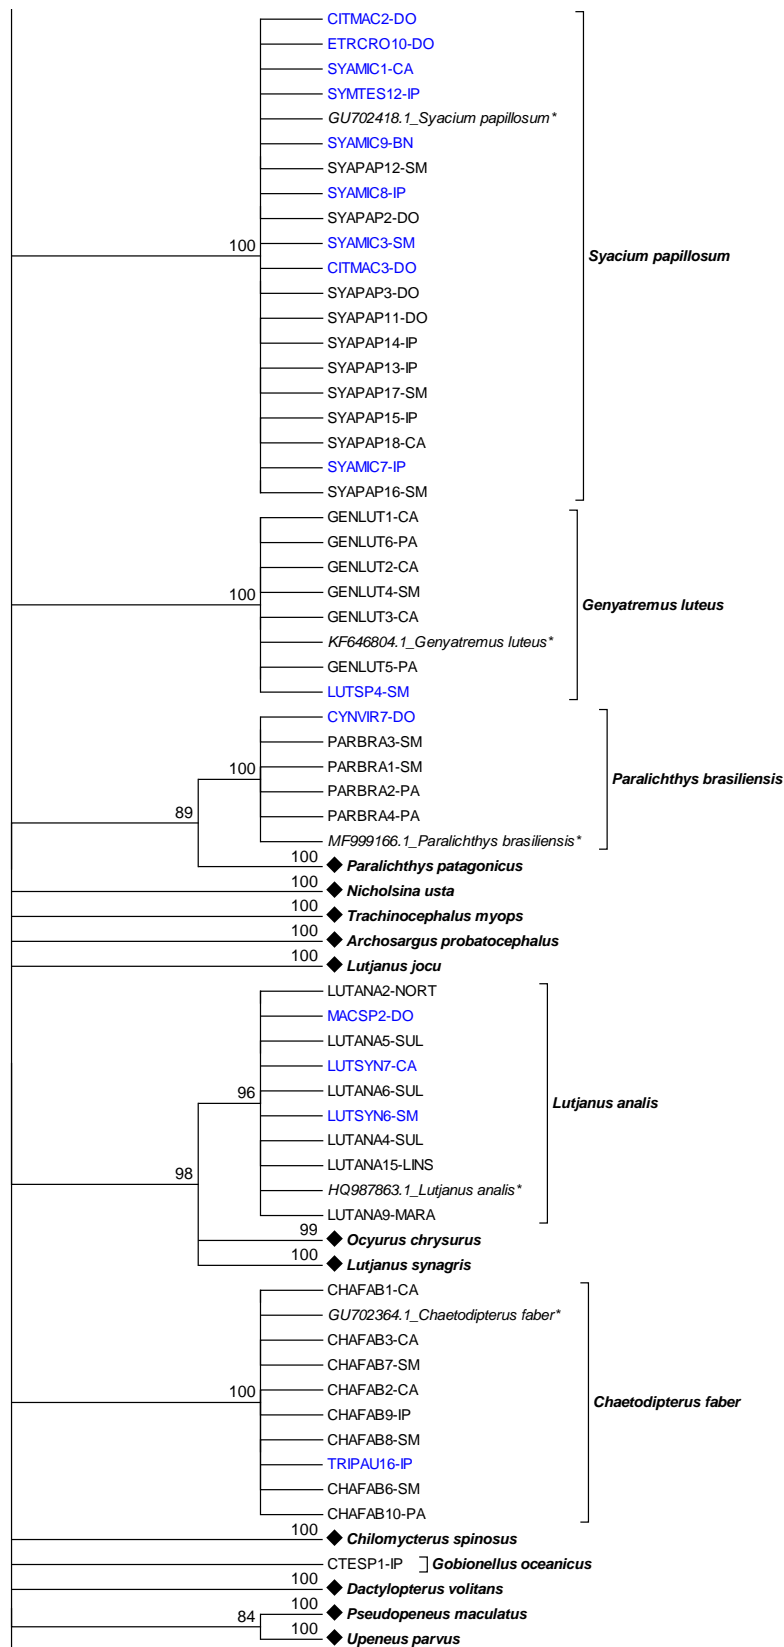 CITMAC2-DO
ETRCRO10-DO
SYAMIC1-CA
SYMTES12-IP
GU702418.1_Syacium papillosum*
SYAMIC9-BN
SYAPAP12-SM
SYAMIC8-IP
SYAPAP2-DO
SYAMIC3-SM
100
Syacium papillosum
CITMAC3-DO
SYAPAP3-DO
SYAPAP11-DO
SYAPAP14-IP
SYAPAP13-IP
SYAPAP17-SM
SYAPAP15-IP
SYAPAP18-CA
SYAMIC7-IP
SYAPAP16-SM
GENLUT1-CA
GENLUT6-PA
GENLUT2-CA
GENLUT4-SM
100
Genyatremus luteus
GENLUT3-CA
KF646804.1_Genyatremus luteus*
GENLUT5-PA
LUTSP4-SM
CYNVIR7-DO
PARBRA3-SM
PARBRA1-SM
100
Paralichthys brasiliensis
PARBRA2-PA
PARBRA4-PA
89
MF999166.1_Paralichthys brasiliensis*
100 Paralichthys patagonicus
100 Nicholsina usta
100 Trachinocephalus myops
100 Archosargus probatocephalus
100 Lutjanus jocu
LUTANA2-NORT
MACSP2-DO
LUTANA5-SUL
LUTSYN7-CA
LUTANA6-SUL
96
Lutjanus analis
LUTSYN6-SM
LUTANA4-SUL
LUTANA15-LINS
98
HQ987863.1_Lutjanus analis*
LUTANA9-MARA
99 Ocyurus chrysurus
100 Lutjanus synagris
CHAFAB1-CA
GU702364.1_Chaetodipterus faber*
CHAFAB3-CA
CHAFAB7-SM
CHAFAB2-CA
100
Chaetodipterus faber
CHAFAB9-IP
CHAFAB8-SM
TRIPAU16-IP
CHAFAB6-SM
CHAFAB10-PA
100 Chilomycterus spinosus
CTESP1-IP Gobionellus oceanicus
100 Dactylopterus volitans
100 Pseudopeneus maculatus
84
100 Upeneus parvus